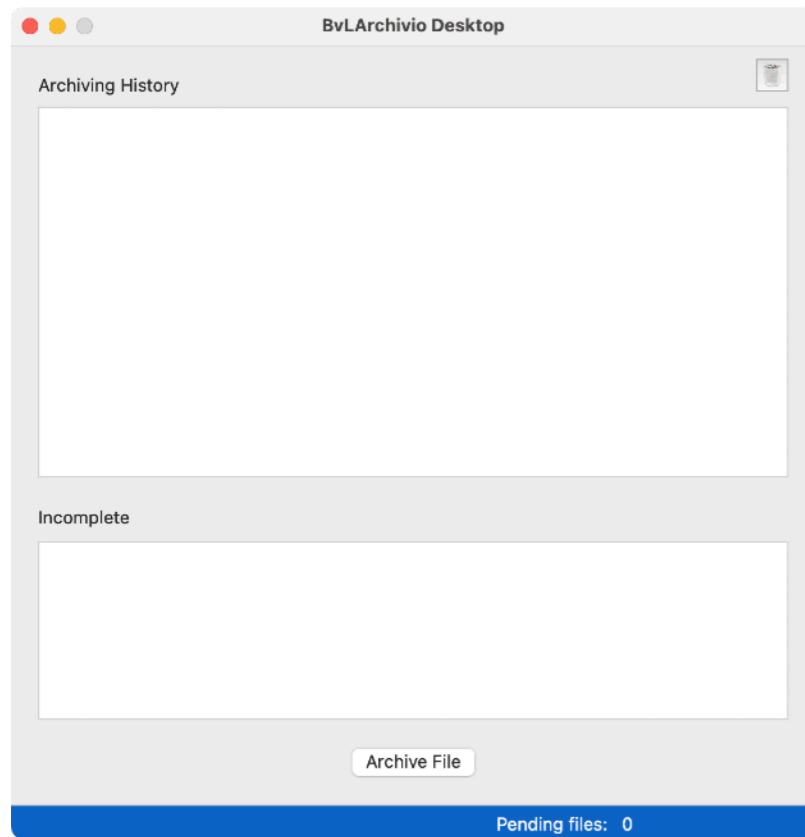 BvLArchivio Desktop
Archiving History
Incomplete
Archive File
Pending files: 0